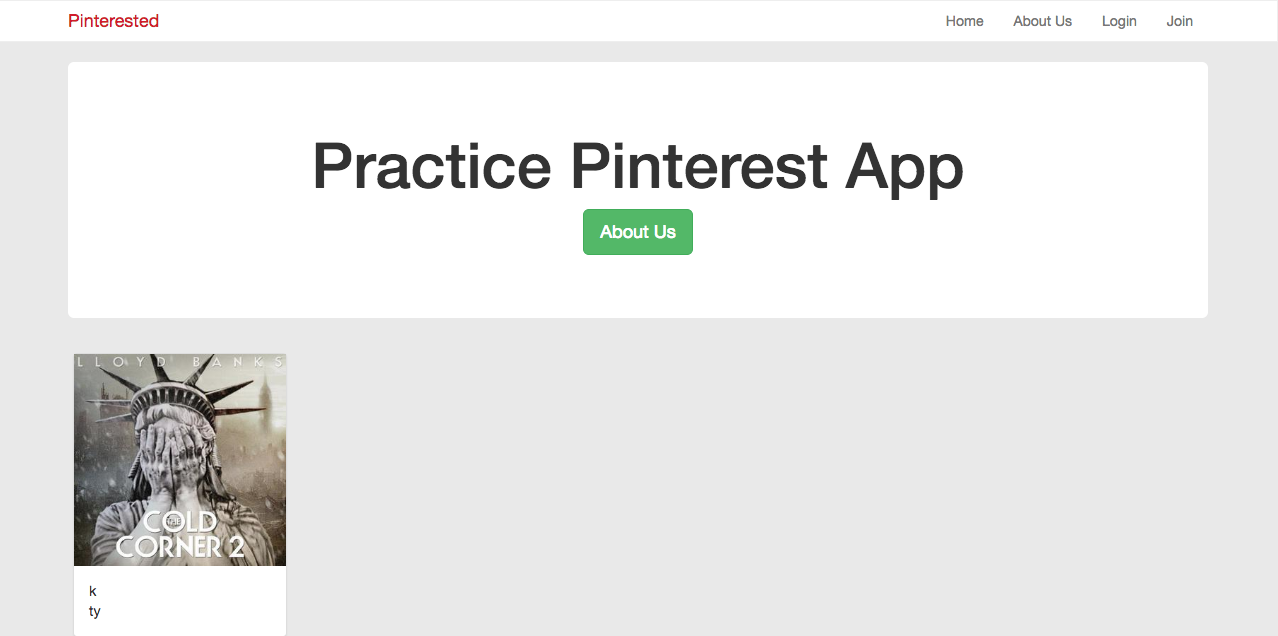 Pinterested
Home About Us Login Join
Practice Pinterest App
About Us
LLOYD BANKS
THE
COLD
CORNER 2
k
ty